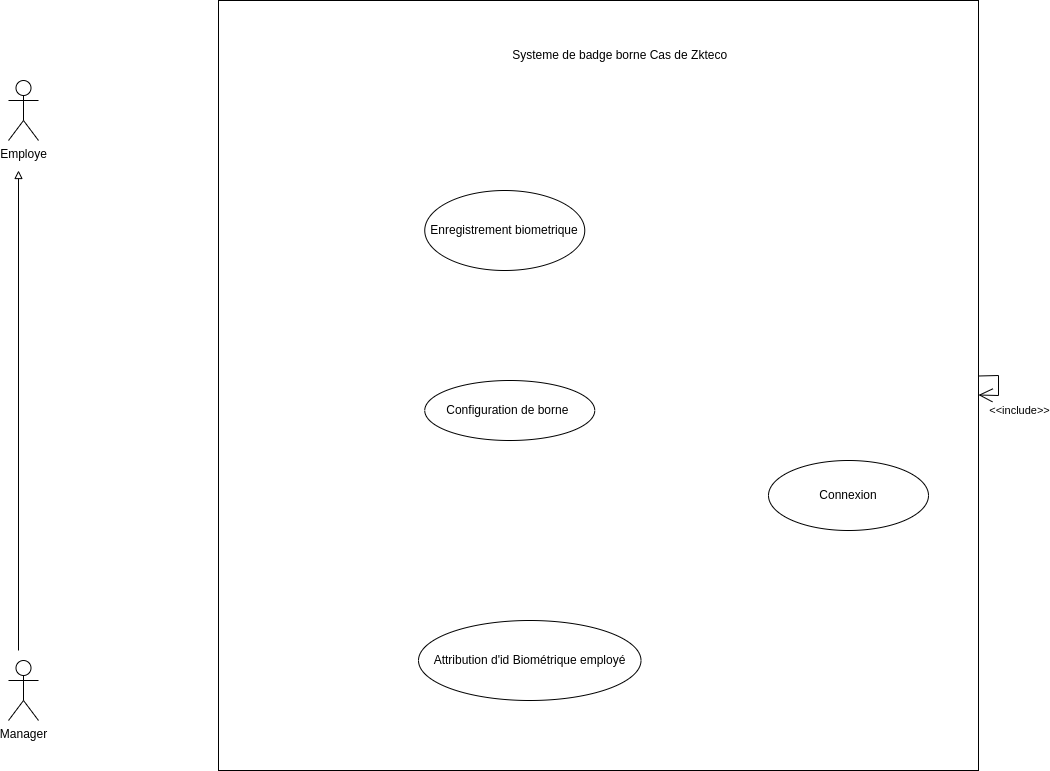 Systeme de badge borne Cas de Zkteco
Employe
Enregistrement biometrique
Configuration de borne
<<include>>
Connexion
Attribution d'id Biométrique employé
Manager